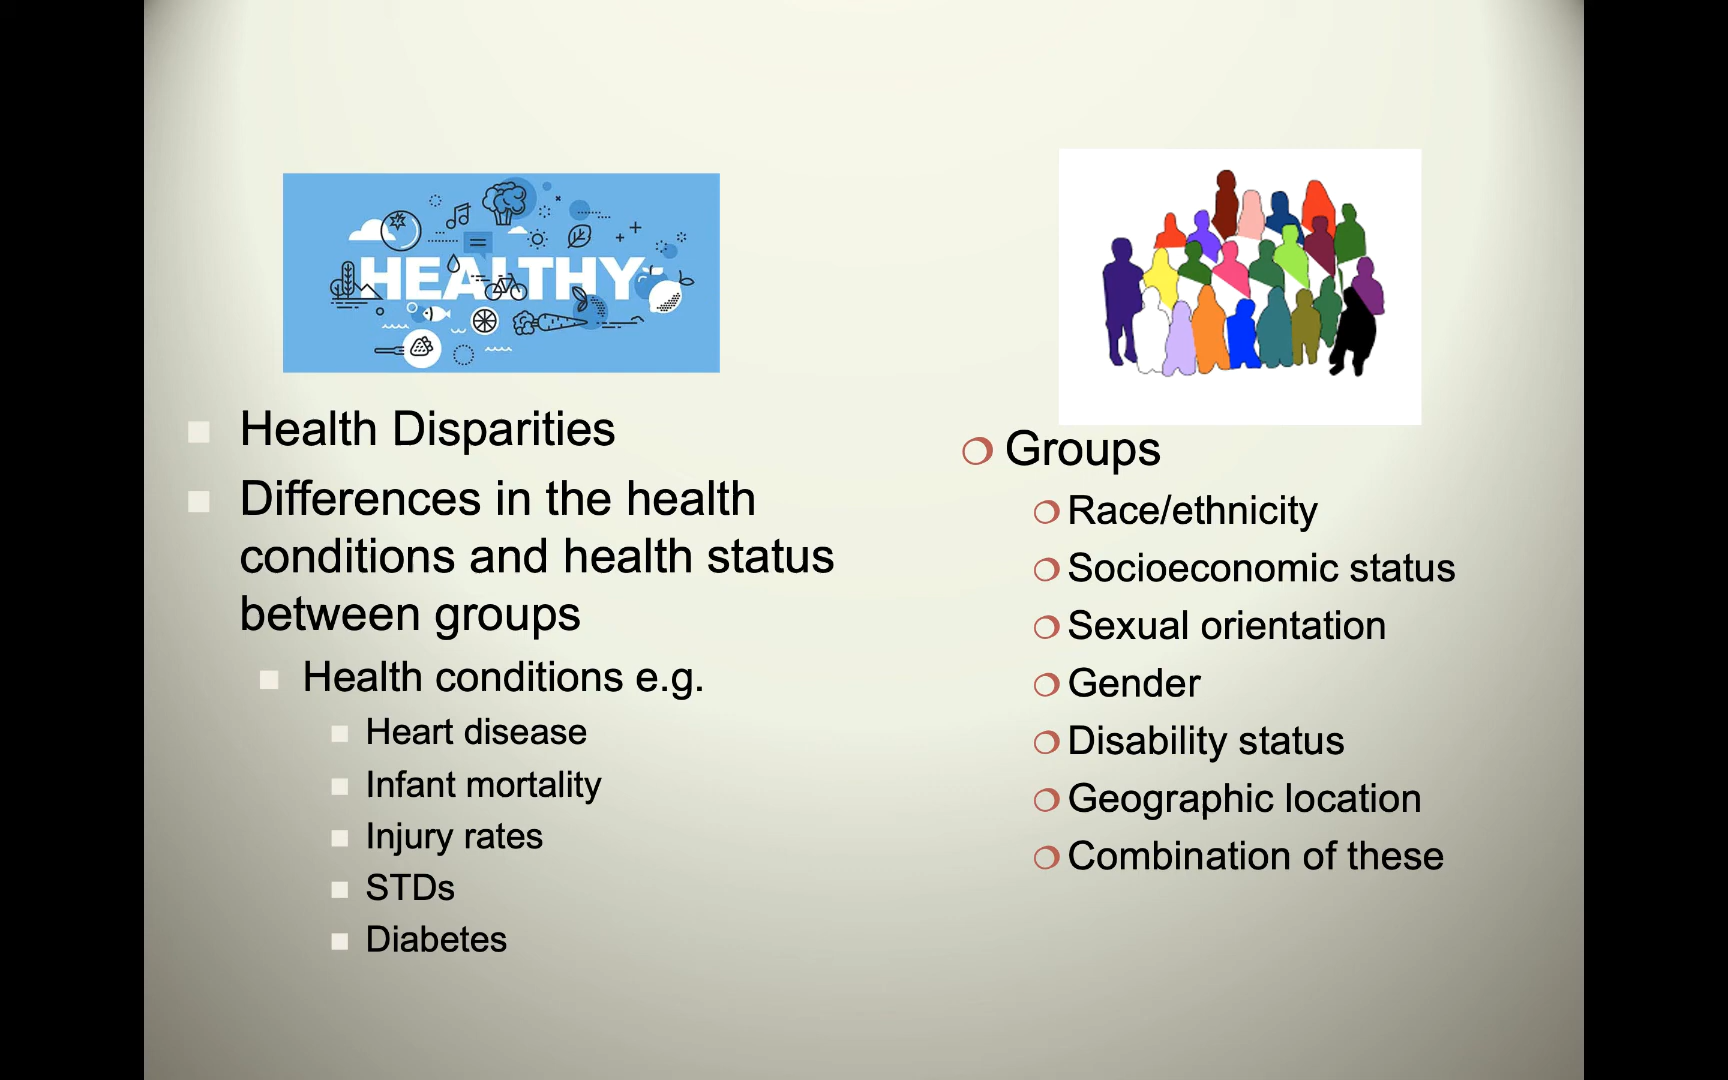 HEALTHY
Health Disparities
Differences in the health
conditions and health status
between groups
Health conditions e.g.
Heart disease
Infant mortality
Injury rates
STDs
Diabetes
Groups
Race/ethnicity
Socioeconomic status
Sexual orientation
Gender
Disability status
Geographic location
Combination of these